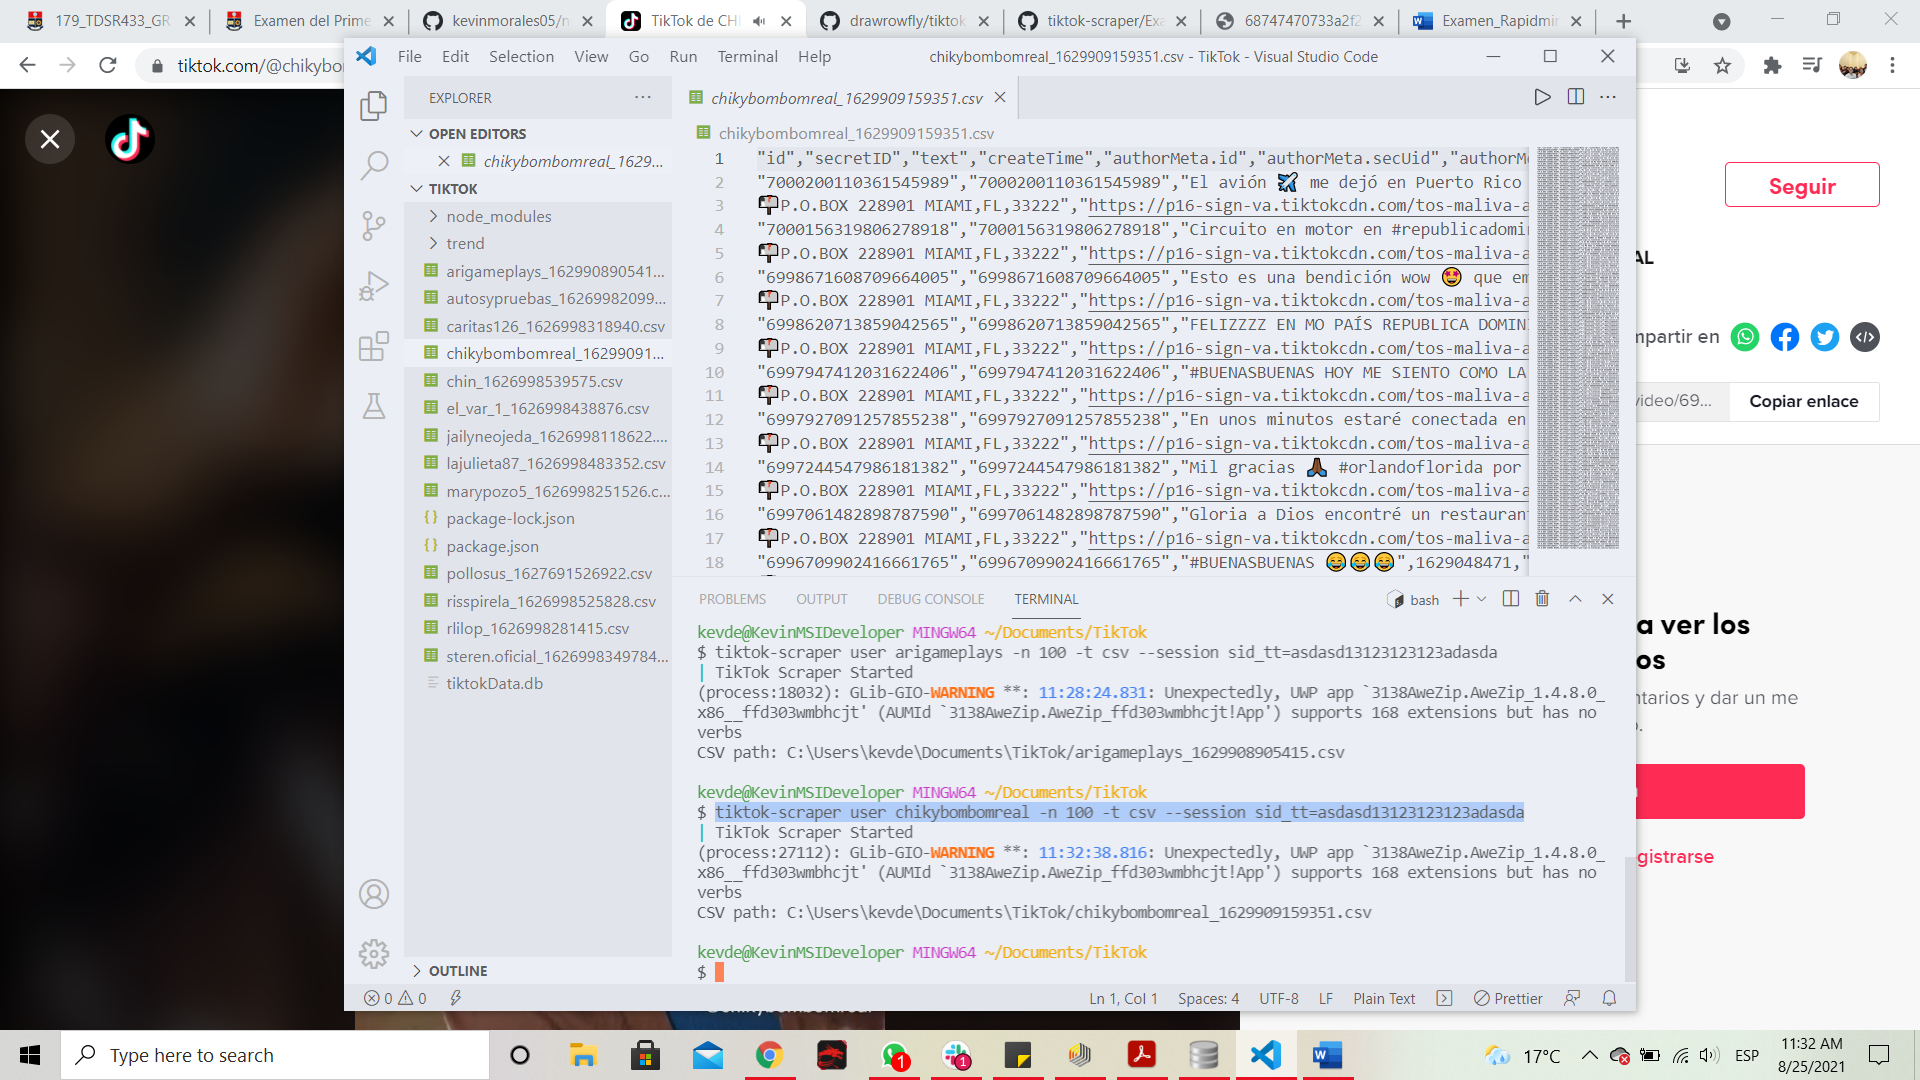 179_TDSR433_GR
Examen del Prime
kevinmorales05/n
TikTok de CHI
drawrowfly/tiktok
tiktok-scraper/Exa
68747470733a2f2
Examen_Rapidmi
tiktok.com/@chikybo
File Edit Selection View Go Run Terminal Help
chikybombomreal_1629909159351.csv - TikTok - Visual Studio Code
EXPLORER
OPEN EDITORS
chikybombomreal_1629...
TIKTOK
node_modules
trend
arigameplays_162990890541...
autosypruebas_16269982099...
caritas126_1626998318940.csv
chikybombomreal_16299091...
chin_1626998539575.csv
el_var_1_1626998438876.csv
jailyneojeda_1626998118622....
lajulieta87_1626998483352.csv
marypozo5_1626998251526.c...
package-lock.json
package.json
pollosus_1627691526922.csv
risspirela_1626998525828.csv
rlilop_1626998281415.csv
steren.oficial_1626998349784...
tiktokData.db
OUTLINE
chikybombomreal_1629909159351.csv
chikybombomreal_1629909159351.csv
1 "id","secretID","text","createTime","authorMeta.id","authorMeta.secUid","authorM
2 "7000200110361545989","7000200110361545989","El avión ✈️ me dejó en Puerto Rico
3 📬P.O.BOX 228901 MIAMI,FL,33222","https://p16-sign-va.tiktokcdn.com/tos-maliva-a
4 "7000156319806278918","7000156319806278918","Circuito en motor en #republicadomi
5 📬P.O.BOX 228901 MIAMI,FL,33222","https://p16-sign-va.tiktokcdn.com/tos-maliva-a
6 "6998671608709664005","6998671608709664005","Esto es una bendición wow 🤩 que em
7 📬P.O.BOX 228901 MIAMI,FL,33222","https://p16-sign-va.tiktokcdn.com/tos-maliva-a
8 "6998620713859042565","6998620713859042565","FELIZZZZ EN MO PAÍS REPUBLICA DOMIN
9 📬P.O.BOX 228901 MIAMI,FL,33222","https://p16-sign-va.tiktokcdn.com/tos-maliva-a
10 "6997947412031622406","6997947412031622406","#BUENASBUENAS HOY ME SIENTO COMO LA
11 📬P.O.BOX 228901 MIAMI,FL,33222","https://p16-sign-va.tiktokcdn.com/tos-maliva-a
12 "6997927091257855238","6997927091257855238","En unos minutos estaré conectada en
13 📬P.O.BOX 228901 MIAMI,FL,33222","https://p16-sign-va.tiktokcdn.com/tos-maliva-a
14 "6997244547986181382","6997244547986181382","Mil gracias 🙏🏾 #orlandoflorida por
15 📬P.O.BOX 228901 MIAMI,FL,33222","https://p16-sign-va.tiktokcdn.com/tos-maliva-a
16 "6997061482898787590","6997061482898787590","Gloria a Dios encontré un restauran
17 📬P.O.BOX 228901 MIAMI,FL,33222","https://p16-sign-va.tiktokcdn.com/tos-maliva-a
18 "6996709902416661765","6996709902416661765","#BUENASBUENAS 😂😂😂",1629048471,"
PROBLEMS OUTPUT DEBUG CONSOLE TERMINAL
bash
kevde@KevinMSIDeveloper MINGW64 ~/Documents/TikTok
$ tiktok-scraper user arigameplays -n 100 -t csv --session sid_tt=asdasd13123123123adasda
| TikTok Scraper Started
(process:18032): GLib-GIO-WARNING **: 11:28:24.831: Unexpectedly, UWP app `3138AweZip.AweZip_1.4.8.0_
x86__ffd303wmbhcjt' (AUMId `3138AweZip.AweZip_ffd303wmbhcjt!App') supports 168 extensions but has no
verbs
CSV path: C:\Users\kevde\Documents\TikTok/arigameplays_1629908905415.csv
kevde@KevinMSIDeveloper MINGW64 ~/Documents/TikTok
$ tiktok-scraper user chikybombomreal -n 100 -t csv --session sid_tt=asdasd13123123123adasda
| TikTok Scraper Started
(process:27112): GLib-GIO-WARNING **: 11:32:38.816: Unexpectedly, UWP app `3138AweZip.AweZip_1.4.8.0_
x86__ffd303wmbhcjt' (AUMId `3138AweZip.AweZip_ffd303wmbhcjt!App') supports 168 extensions but has no
verbs
CSV path: C:\Users\kevde\Documents\TikTok/chikybombomreal_1629909159351.csv
kevde@KevinMSIDeveloper MINGW64 ~/Documents/TikTok
$
0 0
Ln 1, Col 1 Spaces: 4 UTF-8 LF Plain Text Prettier
Seguir
AL
mpartir en
video/69...
Copiar enlace
a ver los
os
ntarios y dar un me
.
gistrarse
Type here to search
1
1
17°C
ESP
11:32 AM
8/25/2021